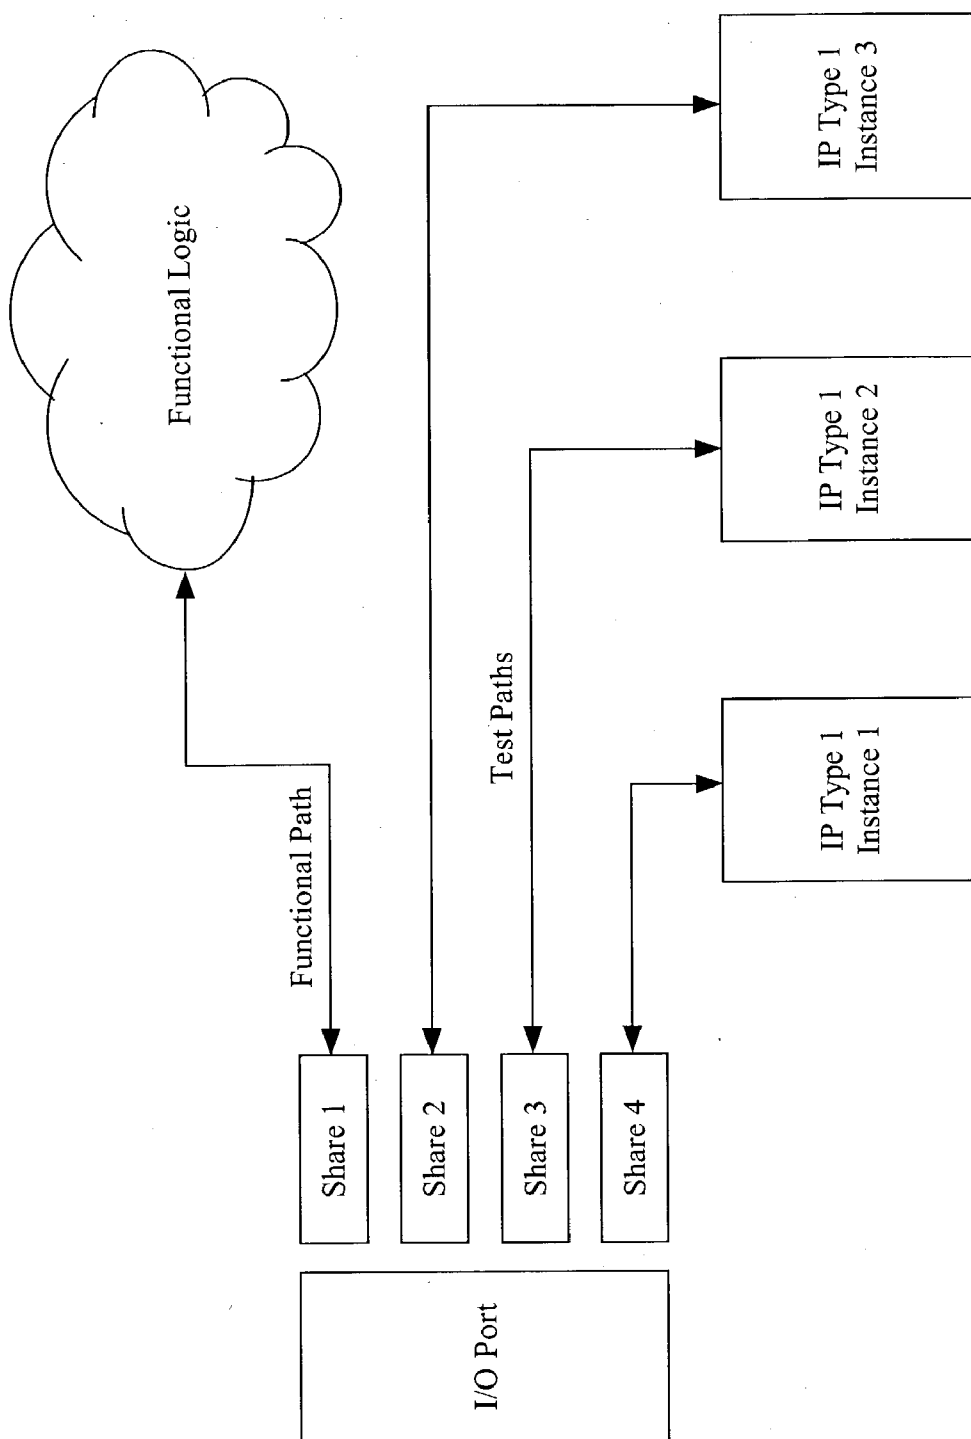 Functional Logic
Functional Path
Test Paths
I/O Port
Share 1
Share 2
Share 3
Share 4
IP Type 1
Instance 1
IP Type 1
Instance 2
IP Type 1
Instance 3